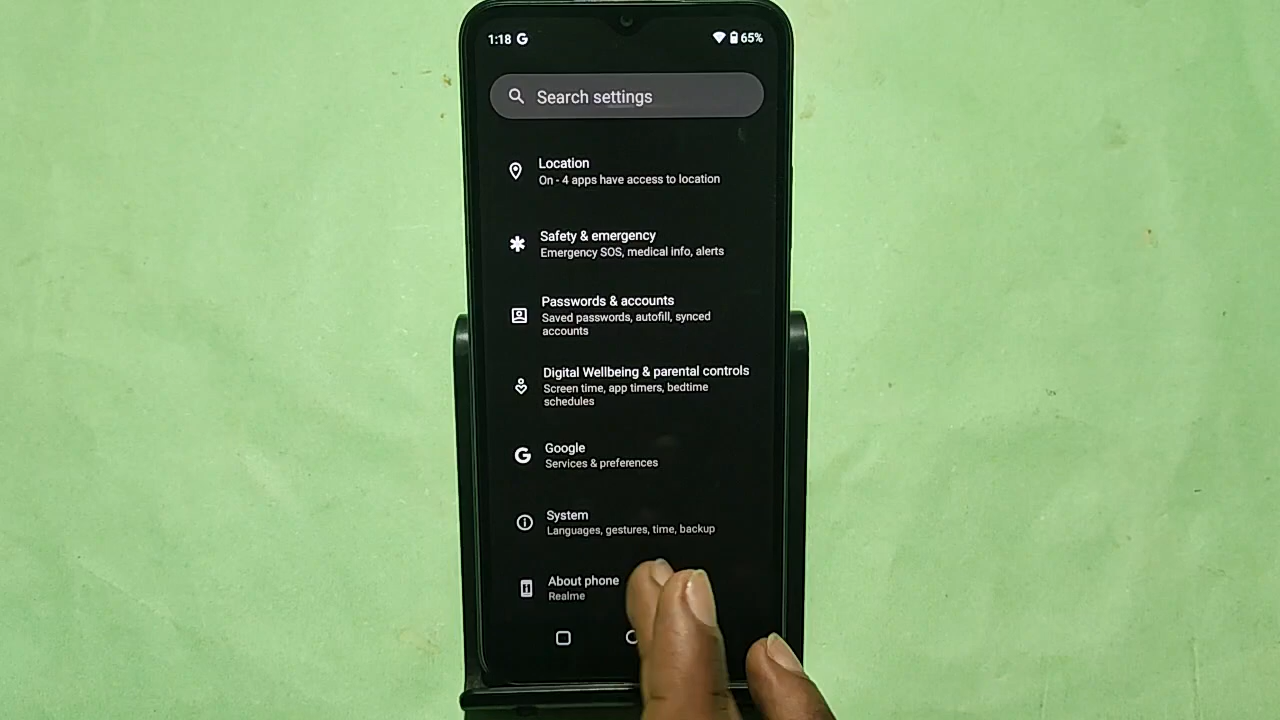 1:18 G 65%
Search settings
Location
On - 4 apps have access to location
Safety & emergency
Emergency SOS, medical info, alerts
Passwords & accounts
Saved passwords, autofill, synced
accounts
Digital Wellbeing & parental controls
Screen time, app timers, bedtime
schedules
Google
Services & preferences
System
Languages, gestures, time, backup
About phone
Realme